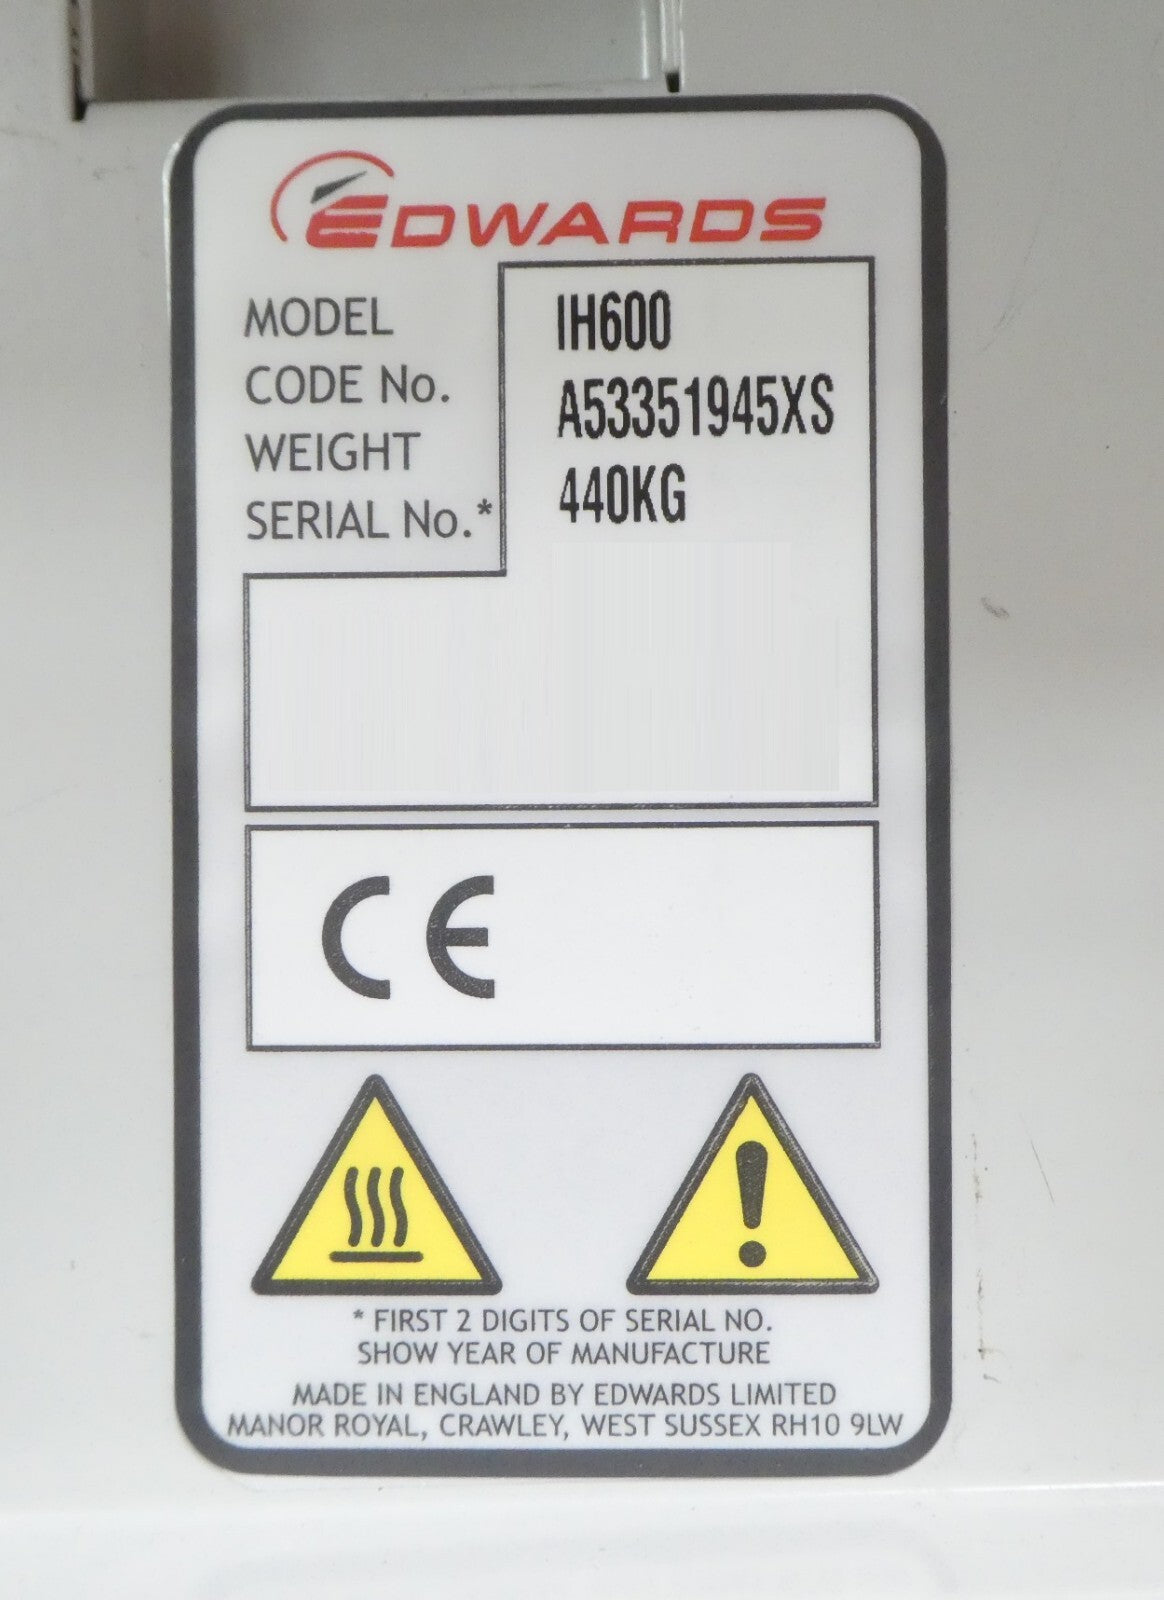 EDWARDS
MODEL IH600
CODE No. A53351945XS
WEIGHT 440KG
SERIAL No.*
CE
* FIRST 2 DIGITS OF SERIAL NO.
SHOW YEAR OF MANUFACTURE
MADE IN ENGLAND BY EDWARDS LIMITED
MANOR ROYAL, CRAWLEY, WEST SUSSEX RH10 9LW